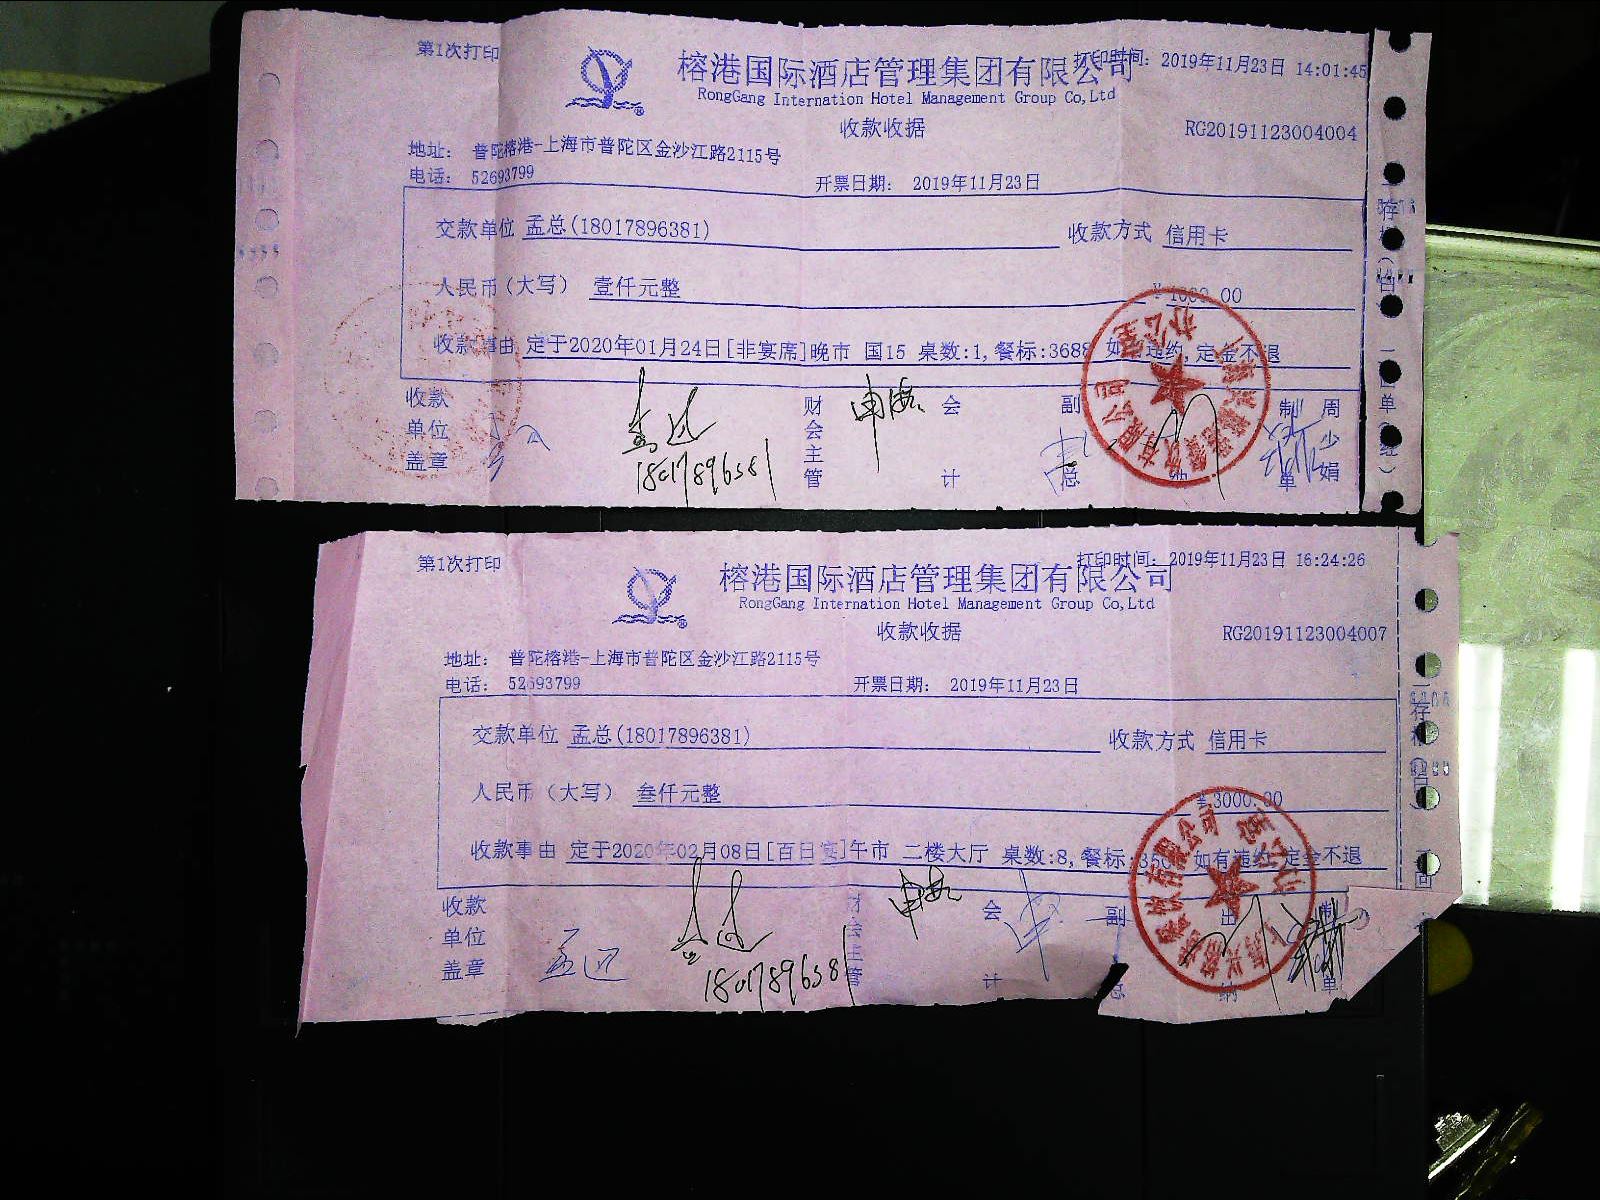 第1次打印
打印时间：2019年11月23日 14:01:45
榕港国际酒店管理集团有限公司
RongGang Internation Hotel Management Group Co,Ltd
收款收据
RG20191123004004
地址： 普陀榕港-上海市普陀区金沙江路2115号
电话： 52693799
开票日期： 2019年11月23日
交款单位 孟总(18017896381)
收款方式 信用卡
人民币（大写） 壹仟元整
¥1000.00
收款事由 定于2020年01月24日[非宴席]晚市 国15 桌数:1,餐标:3688 如有违约,定金不退
收款单位盖章
18017896381
财会主管
会计
副总
制单
周少娟
第1次打印
打印时间：2019年11月23日 16:24:26
榕港国际酒店管理集团有限公司
RongGang Internation Hotel Management Group Co,Ltd
收款收据
RG20191123004007
地址： 普陀榕港-上海市普陀区金沙江路2115号
电话： 52693799
开票日期： 2019年11月23日
交款单位 孟总(18017896381)
收款方式 信用卡
人民币（大写） 叁仟元整
¥3000.00
收款事由 定于2020年02月08日[百日宴]午市 二楼大厅 桌数:8,餐标: 如有违约,定金不退
收款单位盖章
1801789638
财会主管
会计
副总
出纳
制单